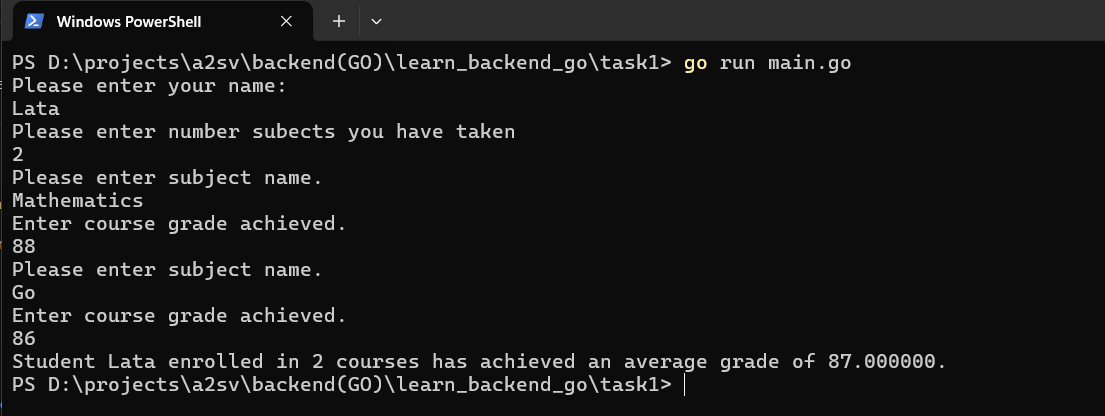 Windows PowerShell
PS D:\projects\a2sv\backend(GO)\learn_backend_go\task1> go run main.go
Please enter your name:
Lata
Please enter number subects you have taken
2
Please enter subject name.
Mathematics
Enter course grade achieved.
88
Please enter subject name.
Go
Enter course grade achieved.
86
Student Lata enrolled in 2 courses has achieved an average grade of 87.000000.
PS D:\projects\a2sv\backend(GO)\learn_backend_go\task1>